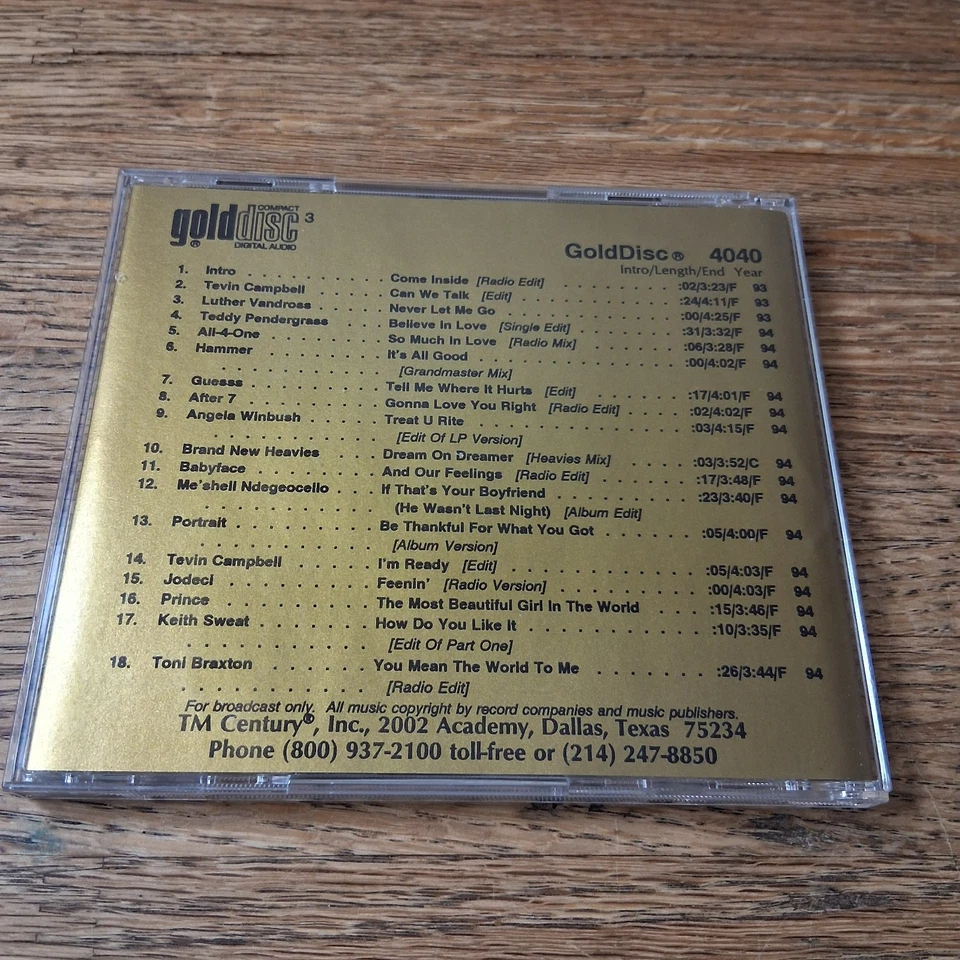 golddisc 3
COMPACT
DIGITAL AUDIO
GoldDisc® 4040
Intro/Length/End Year
1. Intro . . . . . . . . . . Come Inside [Radio Edit] . . . . . . . . . . :02/3:23/F 93
2. Tevin Campbell . . . . . . Can We Talk [Edit] . . . . . . . . . . :24/4:11/F 93
3. Luther Vandross . . . . . . Never Let Me Go . . . . . . . . . . :00/4:25/F 93
4. Teddy Pendergrass . . . . Believe In Love [Single Edit] . . . . . . . . :31/3:32/F 94
5. All-4-One . . . . . . . . So Much In Love [Radio Mix] . . . . . . . . :06/3:28/F 94
6. Hammer . . . . . . . . It's All Good . . . . . . . . . . :00/4:02/F 94
. . . . . . . . . . [Grandmaster Mix]
7. Guesss . . . . . . . . Tell Me Where It Hurts [Edit] . . . . . . :17/4:01/F 94
8. After 7 . . . . . . . . Gonna Love You Right [Radio Edit] . . . . :02/4:02/F 94
9. Angela Winbush . . . . . . Treat U Rite . . . . . . . . . . :03/4:15/F 94
. . . . . . . . . . [Edit Of LP Version]
10. Brand New Heavies . . . . Dream On Dreamer [Heavies Mix] . . . . . :03/3:52/C 94
11. Babyface . . . . . . . . And Our Feelings [Radio Edit] . . . . . . :17/3:48/F 94
12. Me'shell Ndegeocello . . . If That's Your Boyfriend . . . . . . . . :23/3:40/F 94
. . . . . . . . . . (He Wasn't Last Night) [Album Edit]
13. Portrait . . . . . . . . Be Thankful For What You Got . . . . . . :05/4:00/F 94
. . . . . . . . . . [Album Version]
14. Tevin Campbell . . . . . . I'm Ready [Edit] . . . . . . . . . . :05/4:03/F 94
15. Jodeci . . . . . . . . Feenin' [Radio Version] . . . . . . . . :00/4:03/F 94
16. Prince . . . . . . . . The Most Beautiful Girl In The World . . . . :15/3:46/F 94
17. Keith Sweat . . . . . . . How Do You Like It . . . . . . . . . . :10/3:35/F 94
. . . . . . . . . . [Edit Of Part One]
18. Toni Braxton . . . . . . . You Mean The World To Me . . . . . . :26/3:44/F 94
. . . . . . . . . . [Radio Edit]
For broadcast only. All music copyright by record companies and music publishers.
TM Century®, Inc., 2002 Academy, Dallas, Texas 75234
Phone (800) 937-2100 toll-free or (214) 247-8850